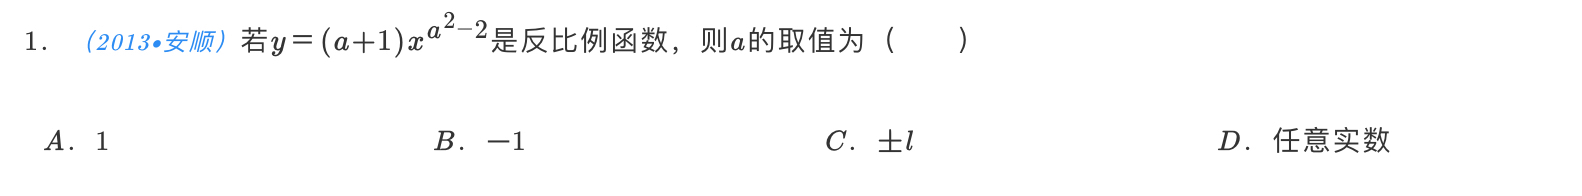 1. （2013•安顺）若y=(a+1)x^{a^2-2}是反比例函数，则a的取值为（　　）
A. 1　B. −1　C. ±l　D. 任意实数